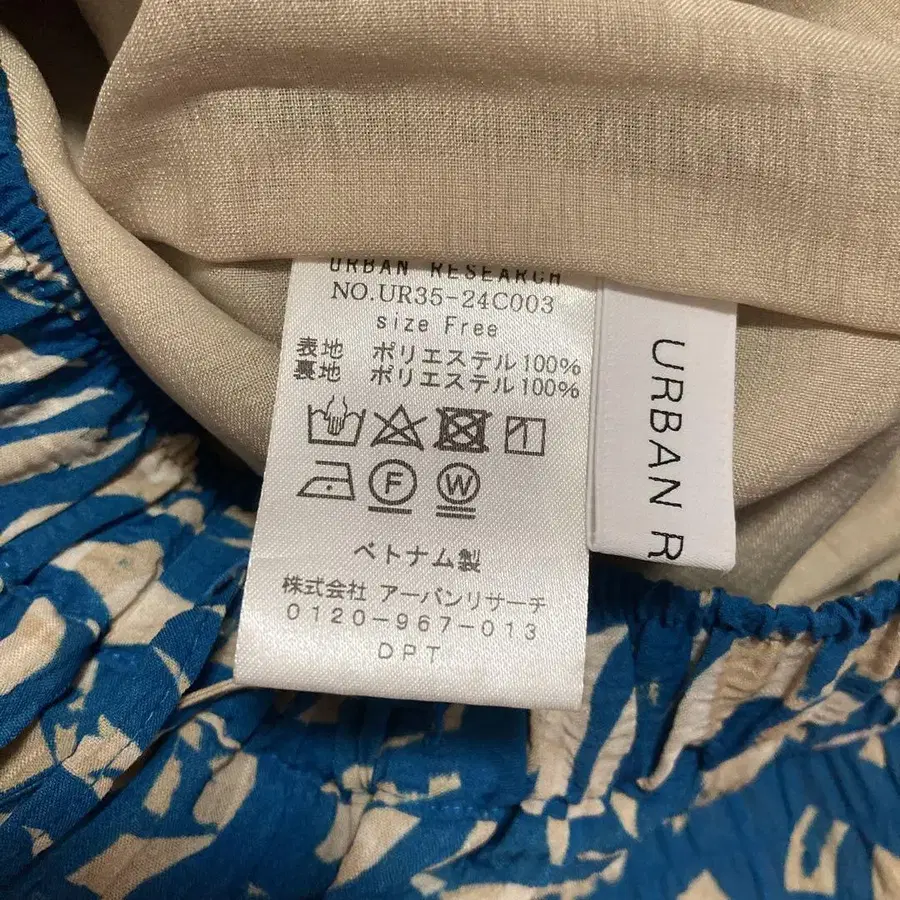 URBAN RESEARCH
NO.UR35-24C003
size Free
表地 ポリエステル100%
裏地 ポリエステル100%
F W
ベトナム製
株式会社 アーバンリサーチ
0120-967-013
DPT
URBAN R